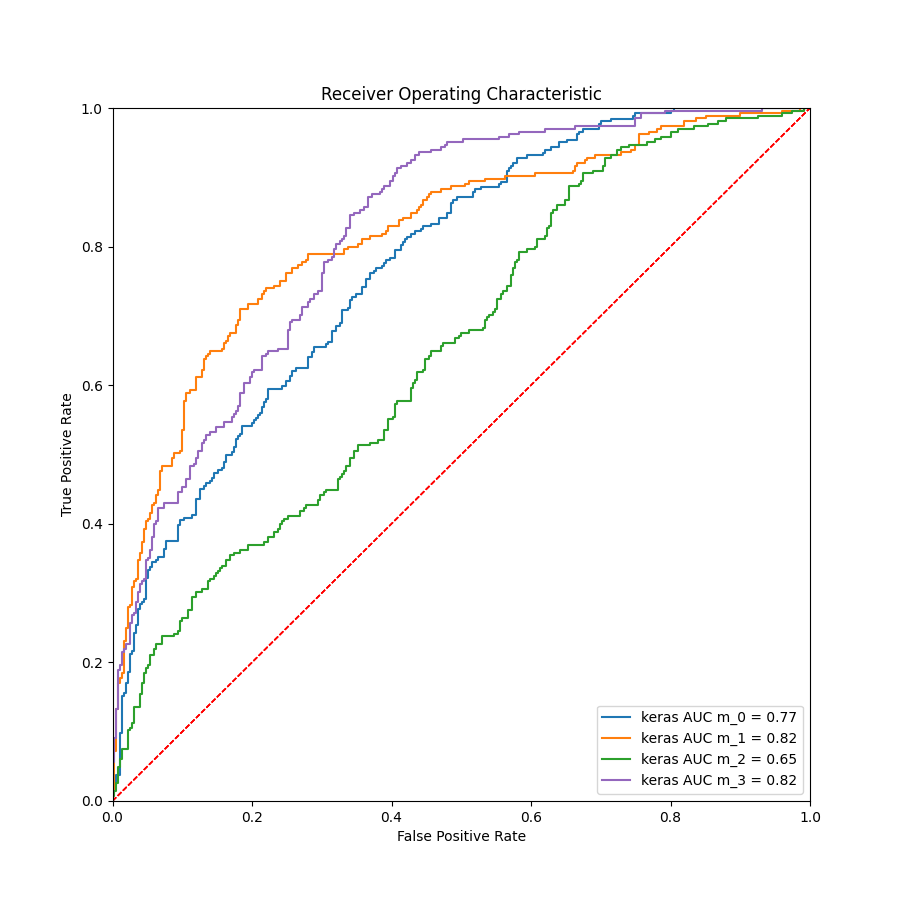 Receiver Operating Characteristic
1.0
0.8
0.6
0.4
0.2
0.0
True Positive Rate
keras AUC m_0 = 0.77
keras AUC m_1 = 0.82
keras AUC m_2 = 0.65
keras AUC m_3 = 0.82
0.0 0.2 0.4 0.6 0.8 1.0
False Positive Rate